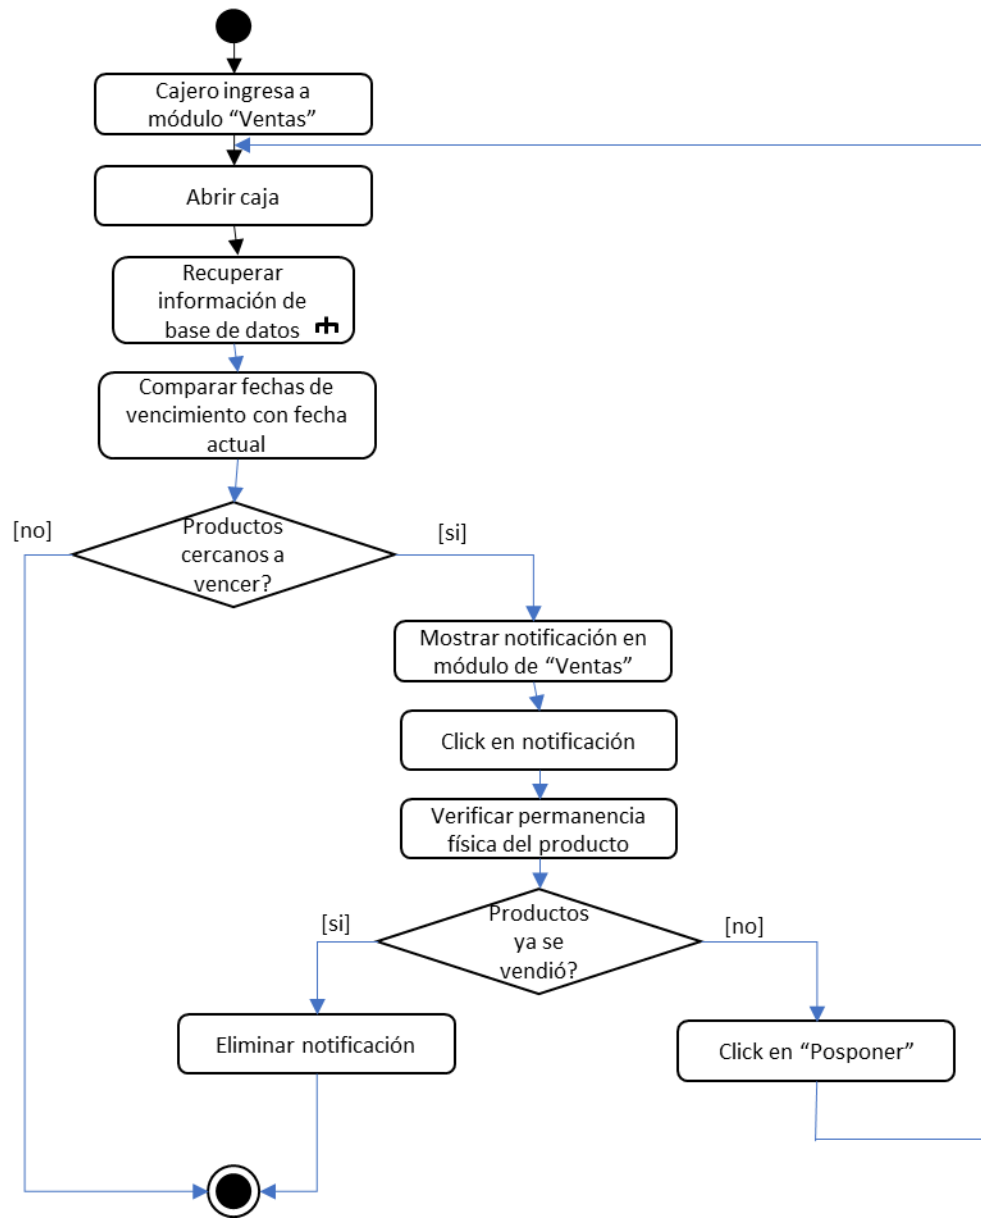 Cajero ingresa a
módulo “Ventas”
Abrir caja
Recuperar
información de
base de datos
Comparar fechas de
vencimiento con fecha
actual
[no]
Productos
cercanos a
vencer?
[si]
Mostrar notificación en
módulo de “Ventas”
Click en notificación
Verificar permanencia
física del producto
[si]
Productos
ya se
vendió?
[no]
Eliminar notificación
Click en “Posponer”